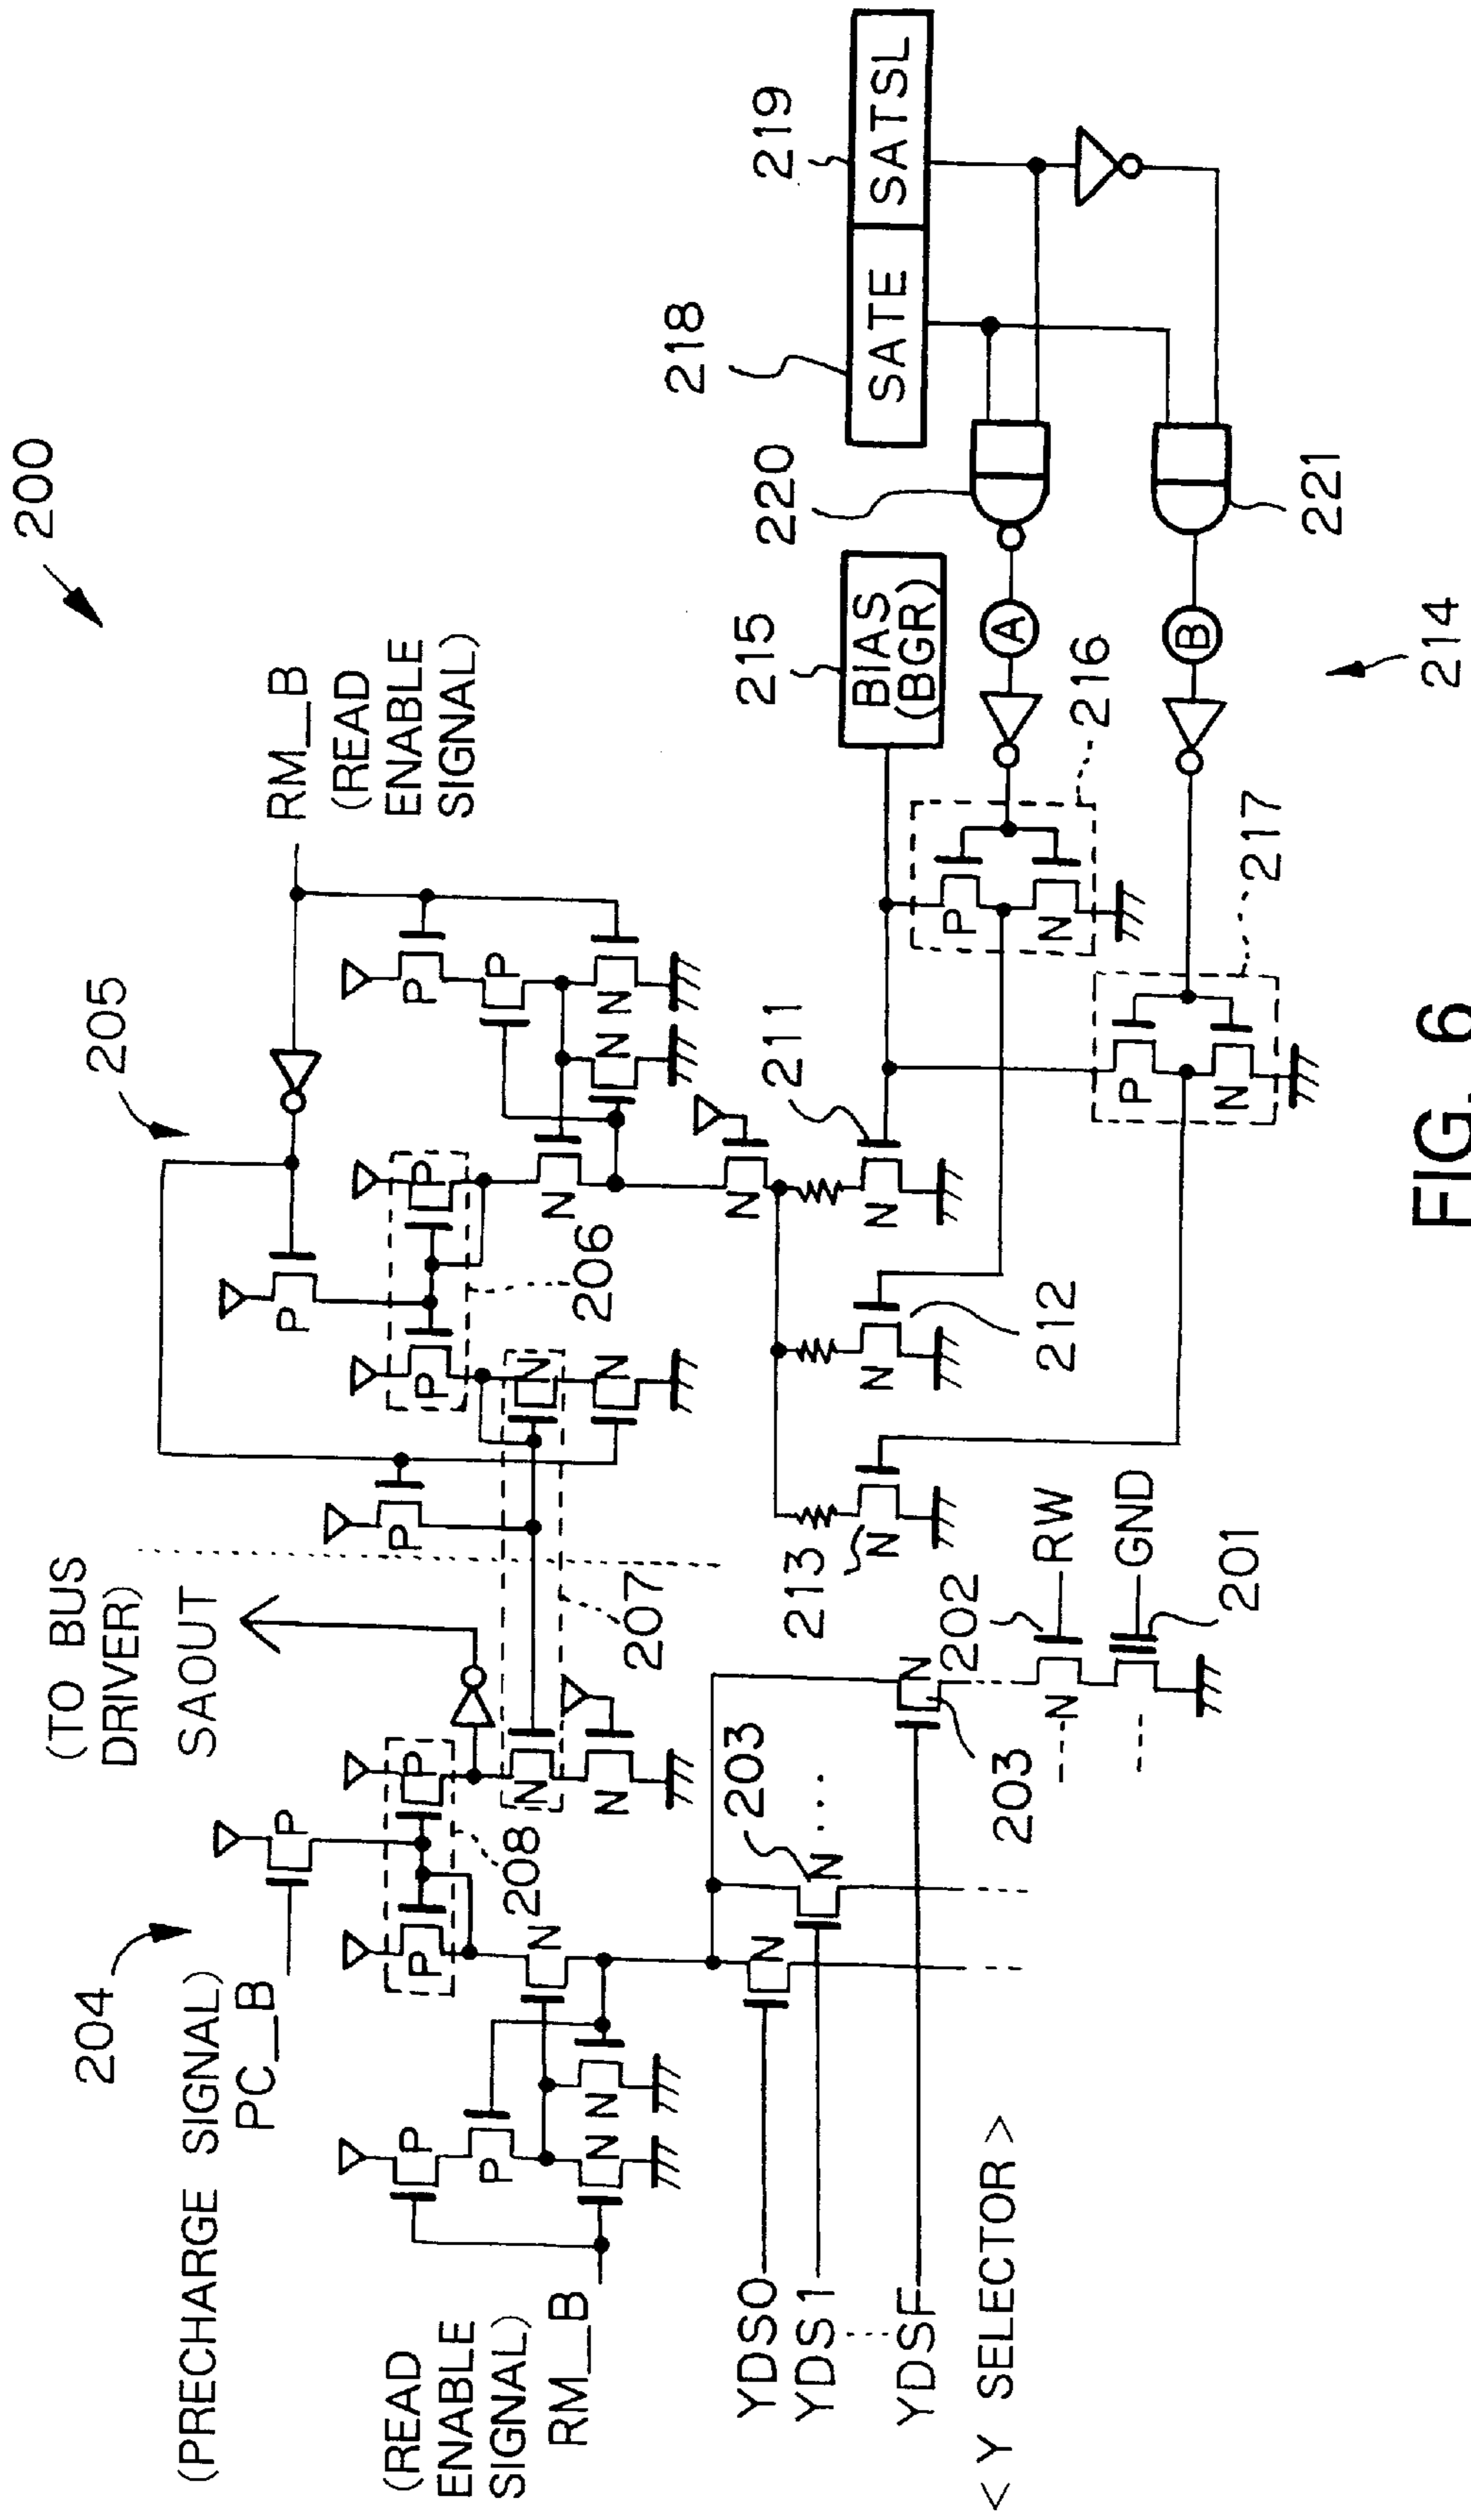 200
204
205
(PRECHARGE SIGNAL)
PC_B
(TO BUS
DRIVER)
SAOUT
RM_B
(READ
ENABLE
SIGNAL)
(READ
ENABLE
SIGNAL)
RM_B
P
P
P
P
P
P
P
P
P
P
P
N
N
N
N
N
N
N
N
N
N
N
206
207
208
YDS0
YDS1
YDSF
< Y SELECTOR >
N
N
N
203
203
202
N
RW
GND
201
N
N
N
N
211
212
213
215
BIAS
(BGR)
216
P
N
217
P
N
A
B
214
218
219
SATE
SATSL
220
221
FIG. 6